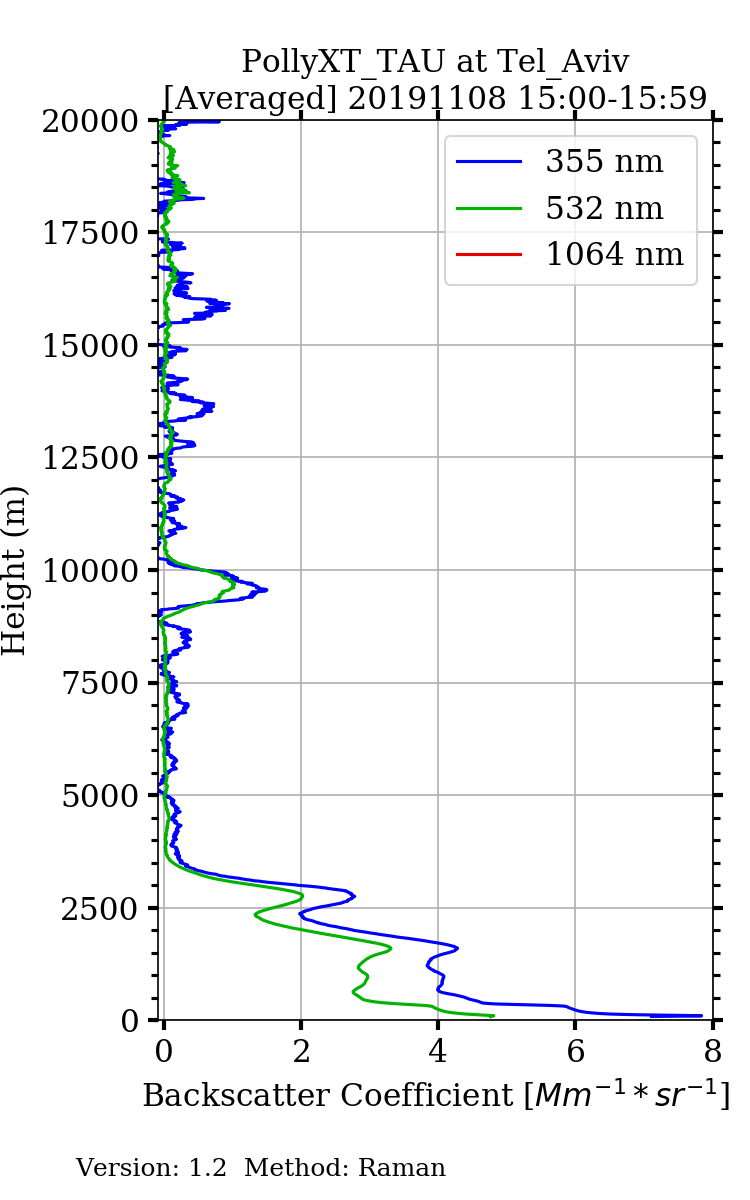 PollyXT_TAU at Tel_Aviv
[Averaged] 20191108 15:00-15:59
355 nm
532 nm
1064 nm
20000
17500
15000
12500
10000
7500
5000
2500
0
Height (m)
0 2 4 6 8
Backscatter Coefficient [Mm⁻¹ * sr⁻¹]
Version: 1.2 Method: Raman